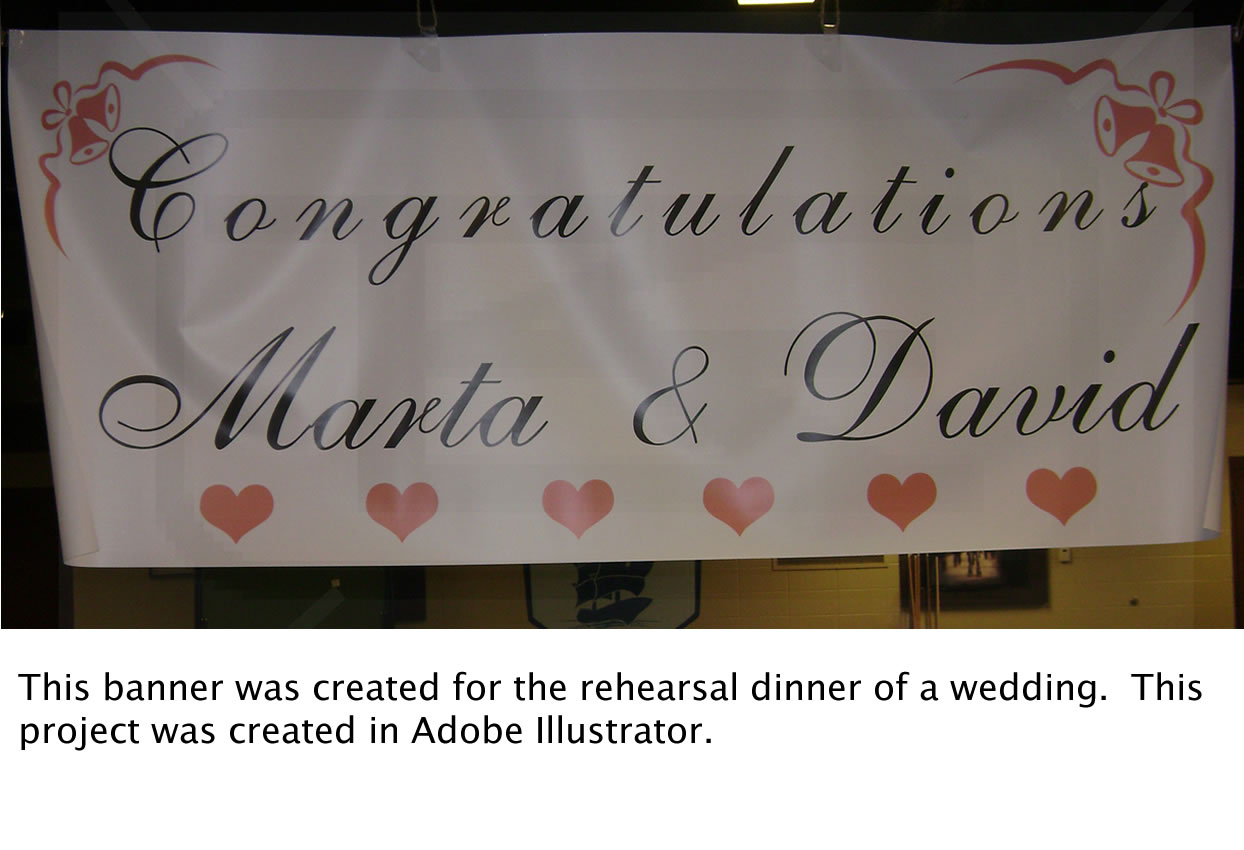 Congratulations
Marta & David
This banner was created for the rehearsal dinner of a wedding.  This
project was created in Adobe Illustrator.